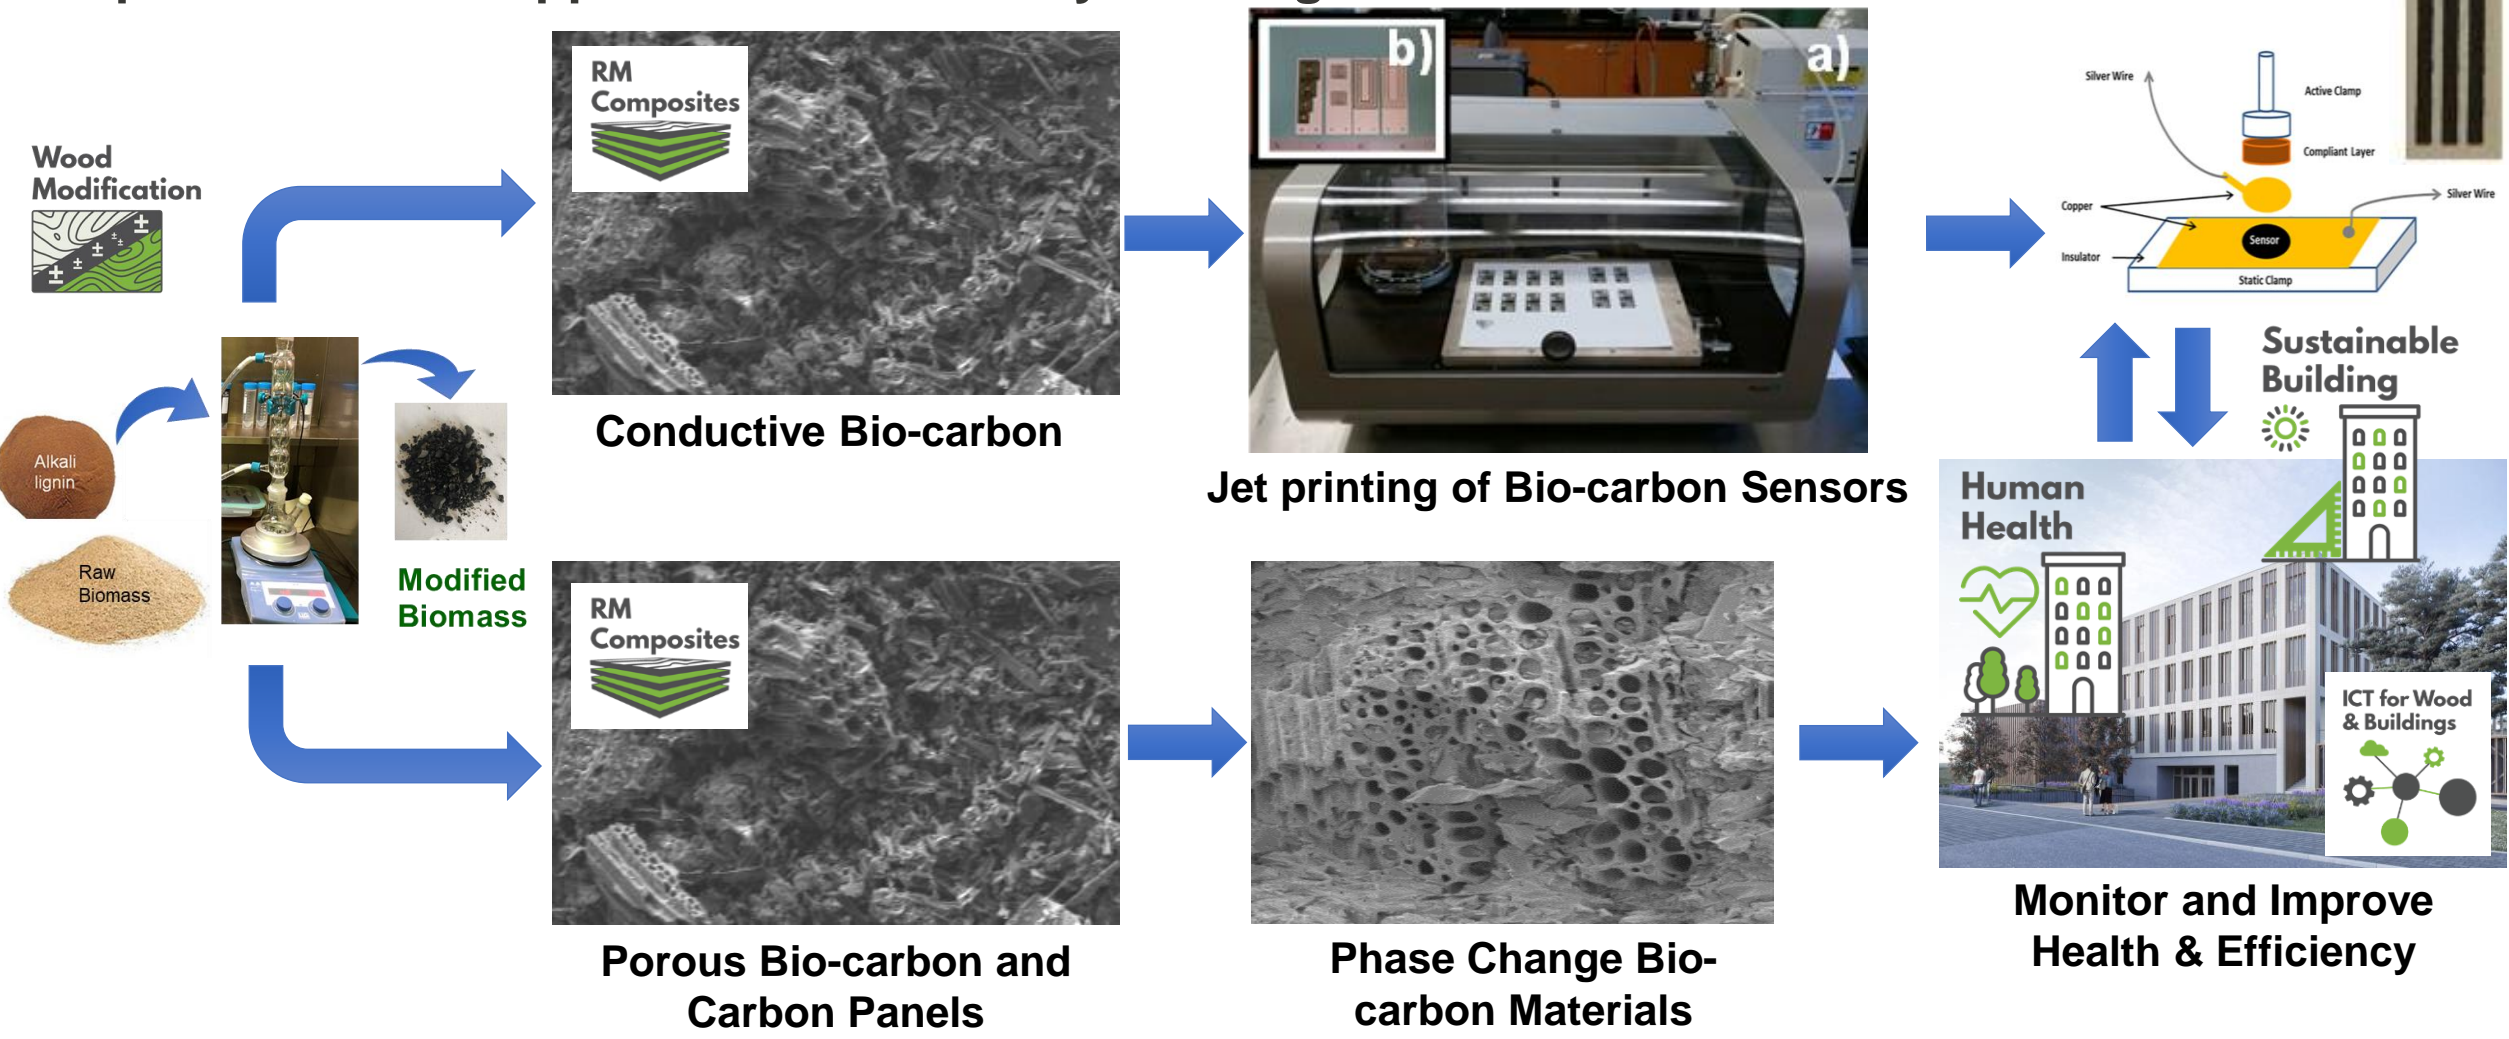 RM
Composites
b)
a)
Silver Wire
Active Clamp
Compliant Layer
Silver Wire
Copper
Sensor
Insulator
Static Clamp
Wood
Modification
Conductive Bio-carbon
Jet printing of Bio-carbon Sensors
Alkali
lignin
Raw
Biomass
Modified
Biomass
Sustainable
Building
Human
Health
RM
Composites
ICT for Wood
& Buildings
Porous Bio-carbon and
Carbon Panels
Phase Change Bio-
carbon Materials
Monitor and Improve
Health & Efficiency